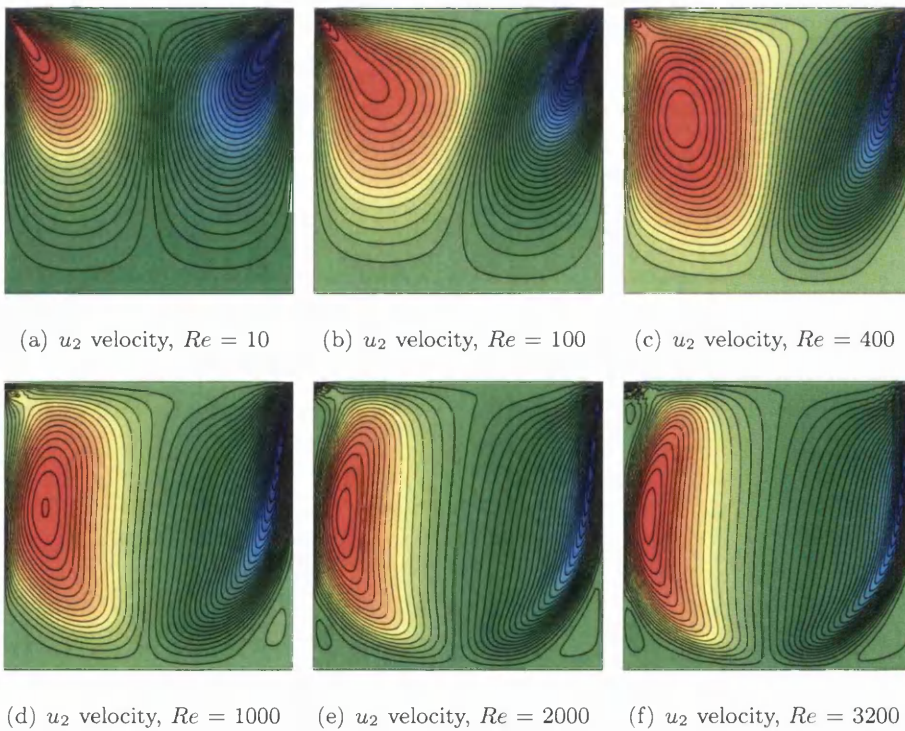 (a) u₂ velocity, Re = 10
(b) u₂ velocity, Re = 100
(c) u₂ velocity, Re = 400
(d) u₂ velocity, Re = 1000
(e) u₂ velocity, Re = 2000
(f) u₂ velocity, Re = 3200